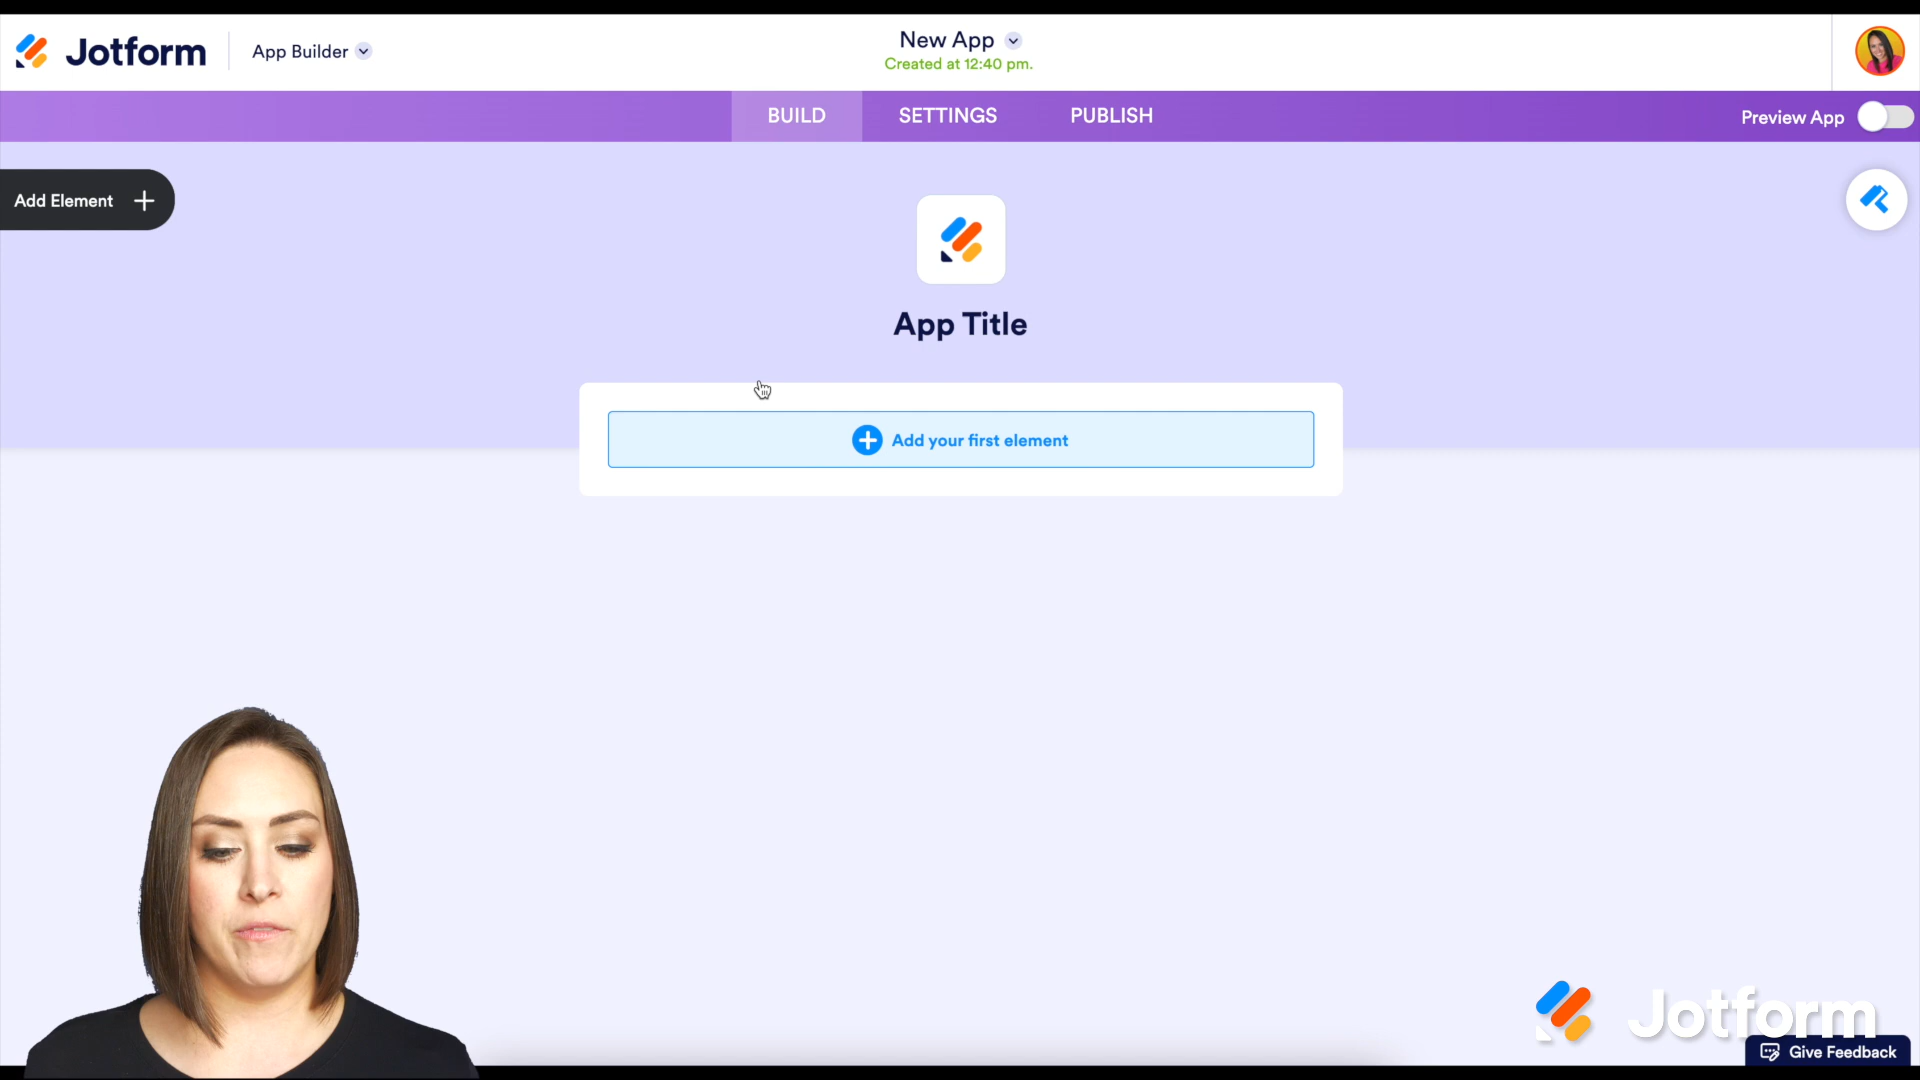 Jotform
App Builder
New App
Created at 12:40 pm.
BUILD
SETTINGS
PUBLISH
Preview App
Add Element
App Title
Add your first element
Jotform
Give Feedback